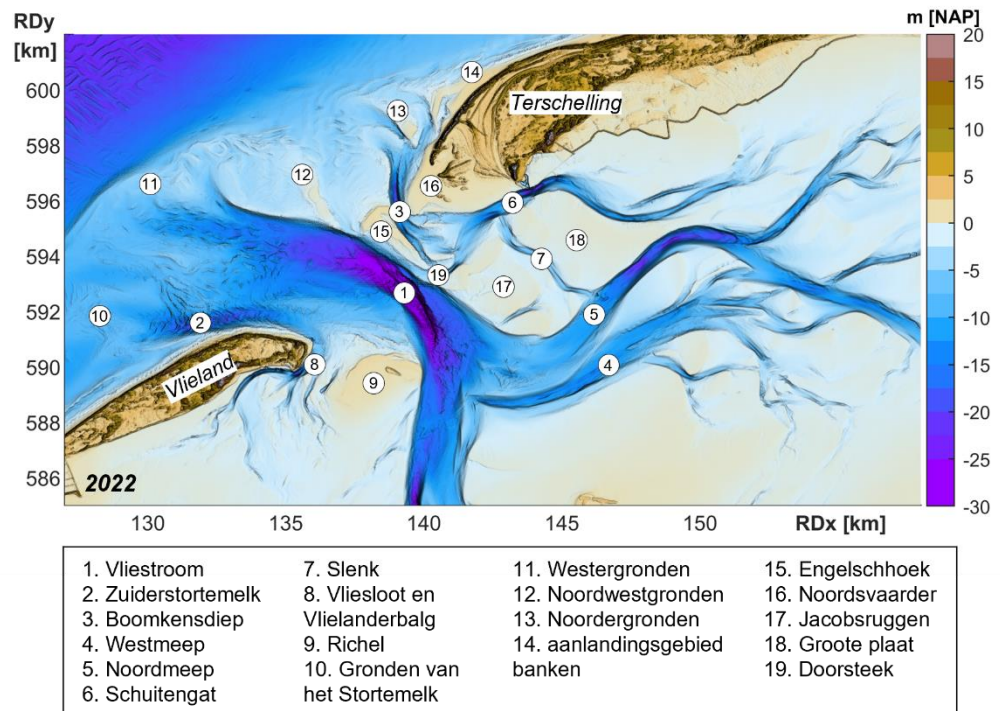 RDy
[km]
m [NAP]
600
598
596
594
592
590
588
586
20
15
10
5
0
-5
-10
-15
-20
-25
-30
14
13
Terschelling
12
11
16
3
6
15
18
19
7
17
1
5
10
2
4
8
9
Vlieland
2022
130
135
140
145
150
RDx [km]
1. Vliestroom
2. Zuiderstortemelk
3. Boomkensdiep
4. Westmeep
5. Noordmeep
6. Schuitengat
7. Slenk
8. Vliesloot en
Vlielanderbalg
9. Richel
10. Gronden van
het Stortemelk
11. Westergronden
12. Noordwestgronden
13. Noordergronden
14. aanlandingsgebied
banken
15. Engelschhoek
16. Noordsvaarder
17. Jacobsruggen
18. Groote plaat
19. Doorsteek